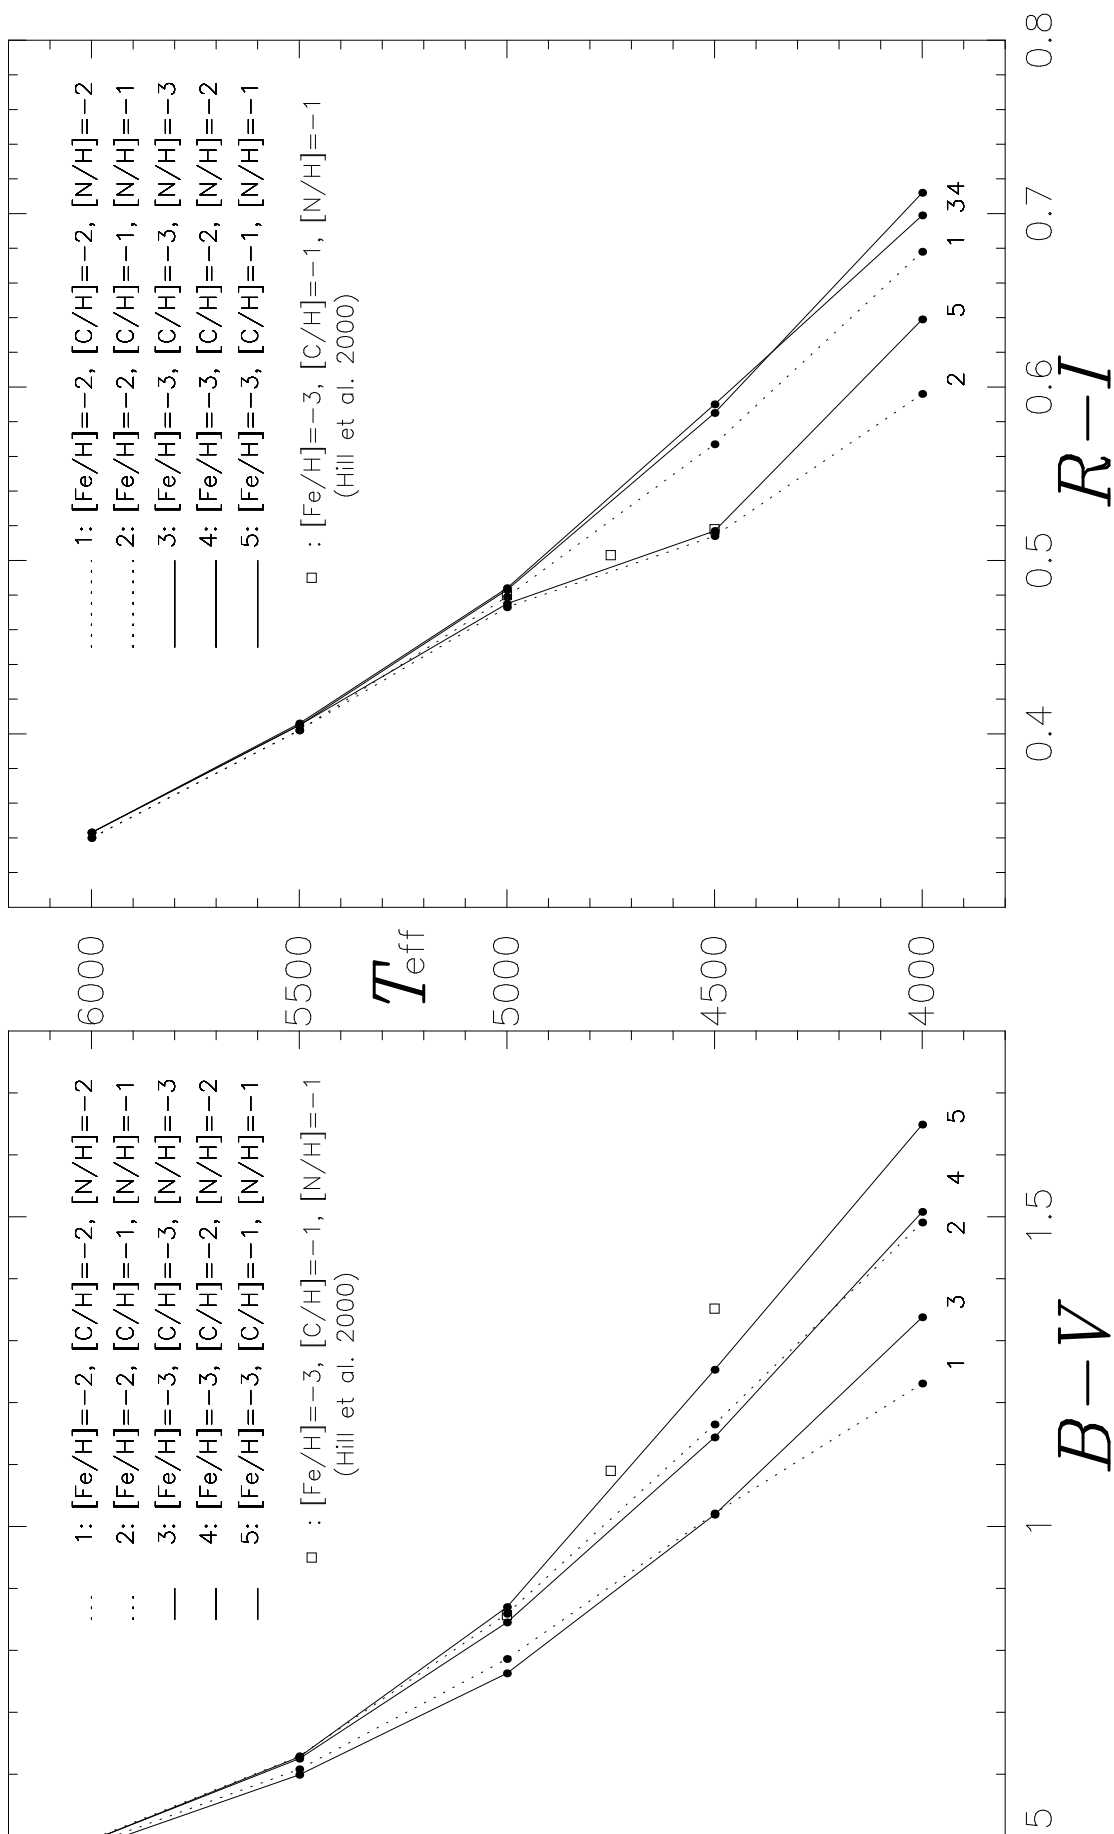 1: [Fe/H]=−2, [C/H]=−2, [N/H]=−2
2: [Fe/H]=−2, [C/H]=−1, [N/H]=−1
3: [Fe/H]=−3, [C/H]=−3, [N/H]=−3
4: [Fe/H]=−3, [C/H]=−2, [N/H]=−2
5: [Fe/H]=−3, [C/H]=−1, [N/H]=−1
: [Fe/H]=−3, [C/H]=−1, [N/H]=−1
(Hill et al. 2000)
1
3
2
4
5
5
1
1.5
B−V
6000
5500
5000
4500
4000
Teff
1: [Fe/H]=−2, [C/H]=−2, [N/H]=−2
2: [Fe/H]=−2, [C/H]=−1, [N/H]=−1
3: [Fe/H]=−3, [C/H]=−3, [N/H]=−3
4: [Fe/H]=−3, [C/H]=−2, [N/H]=−2
5: [Fe/H]=−3, [C/H]=−1, [N/H]=−1
: [Fe/H]=−3, [C/H]=−1, [N/H]=−1
(Hill et al. 2000)
2
5
1
34
0.4
0.5
0.6
0.7
0.8
R−I